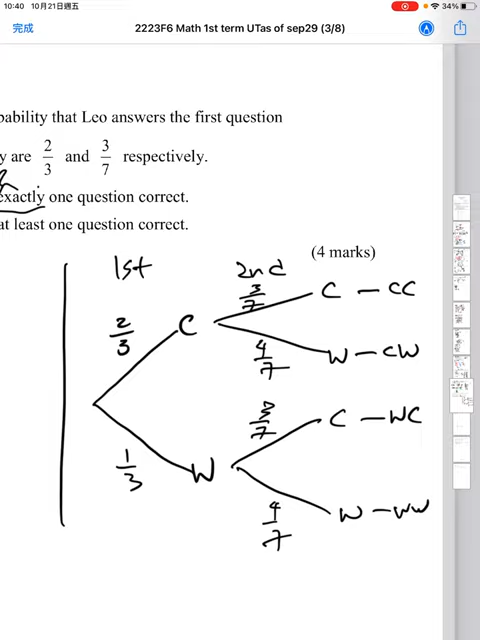 10:40 10月21日週五 34%
完成 2223F6 Math 1st term UTas of sep29 (3/8)
bability that Leo answers the first question
y are 2/3 and 3/7 respectively.
exactly one question correct.
at least one question correct.
(4 marks)
1st 2nd
3/7 C — CC
2/3 C
4/7 W — CW
3/7 C — WC
1/3 W
4/7 W — WW